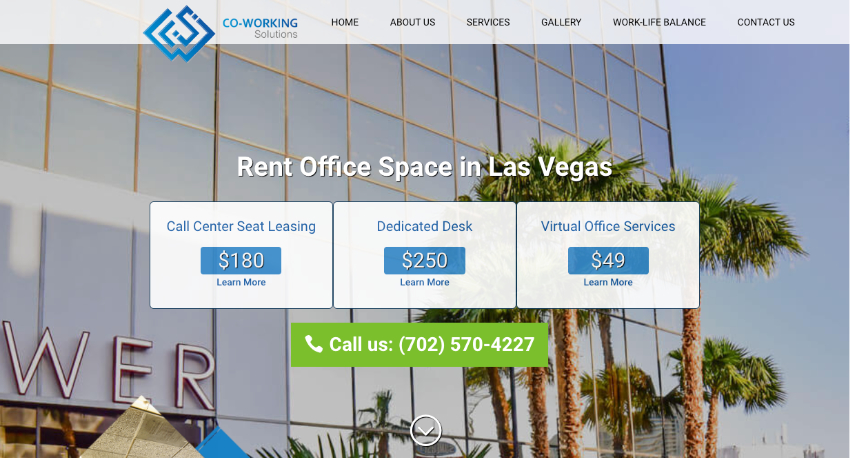 CO-WORKING
Solutions
HOME
ABOUT US
SERVICES
GALLERY
WORK-LIFE BALANCE
CONTACT US
Rent Office Space in Las Vegas
Call Center Seat Leasing
$180
Learn More
Dedicated Desk
$250
Learn More
Virtual Office Services
$49
Learn More
WER
Call us: (702) 570-4227